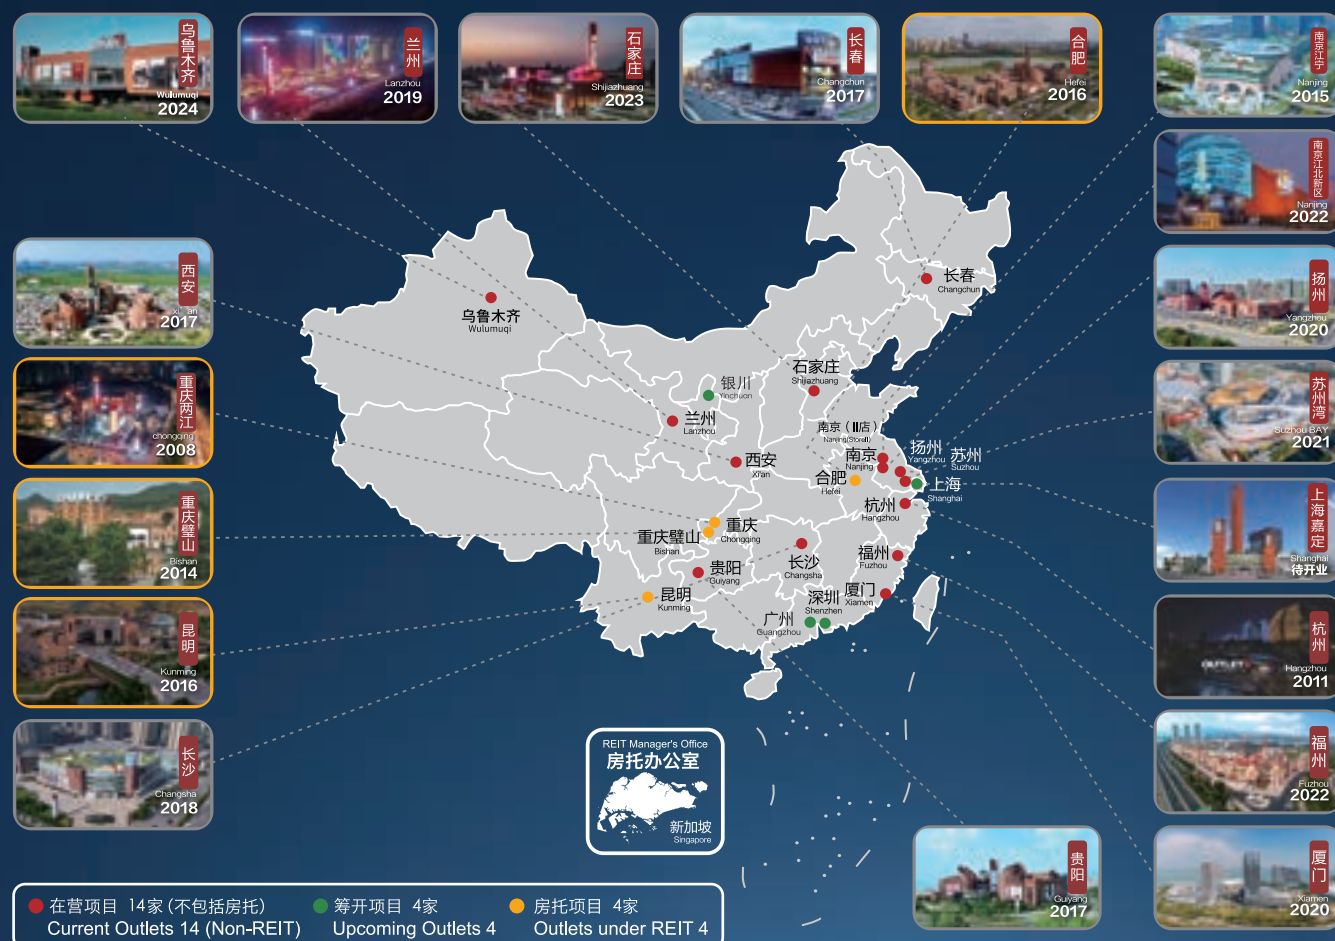 乌鲁木齐
Wulumuqi
2024
兰州
Lanzhou
2019
石家庄
Shijiazhuang
2023
长春
Changchun
2017
合肥
Hefei
2016
南京江宁
Nanjing
2015
南京江北新区
Nanjing
2022
西安
xi' an
2017
扬州
Yangzhou
2020
重庆两江
chongqing
2008
苏州湾
Suzhou BAY
2021
重庆璧山
Bishan
2014
上海嘉定
Shanghai
待开业
昆明
Kunming
2016
杭州
OUTLET
Hangzhou
2011
长沙
Changsha
2018
福州
Fuzhou
2022
贵阳
Guiyang
2017
厦门
Xiamen
2020
长春
Changchun
乌鲁木齐
Wulumuqi
石家庄
Shijiazhuang
银川
Yinchuan
兰州
Lanzhou
南京（II店）
Nanjing(StoreII)
扬州
Yangzhou
苏州
Suzhou
南京
Nanjing
西安
Xi'an
合肥
Hefei
上海
Shanghai
杭州
Hangzhou
重庆璧山
Bishan
重庆
Chongqing
长沙
Changsha
福州
Fuzhou
贵阳
Guiyang
昆明
Kunming
深圳
Shenzhen
厦门
Xiamen
广州
Guangzhou
REIT Manager's Office
房托办公室
新加坡
Singapore
在营项目 14家 (不包括房托)
Current Outlets 14 (Non-REIT)
筹开项目 4家
Upcoming Outlets 4
房托项目 4家
Outlets under REIT 4